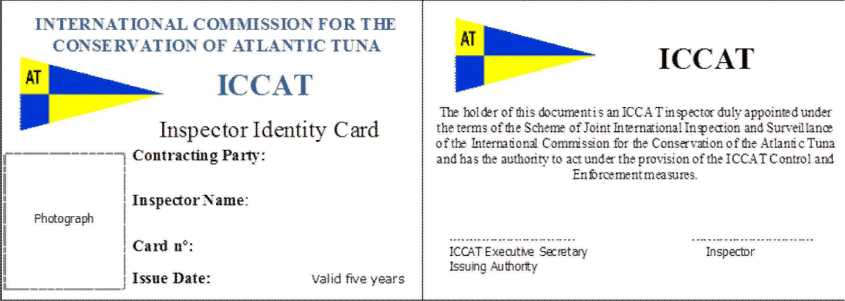 INTERNATIONAL COMMISSION FOR THE
CONSERVATION OF ATLANTIC TUNA
AT
ICCAT
Inspector Identity Card
Contracting Party:
Photograph
Inspector Name:
Card n°:
Issue Date:
Valid five years
AT
ICCAT
The holder of this document is an ICCAT inspector duly appointed under
the terms of the Scheme of Joint International Inspection and Surveillance
of the International Commission for the Conservation of the Atlantic Tuna
and has the authority to act under the provision of the ICCAT Control and
Enforcement measures.
ICCAT Executive Secretary
Issuing Authority
Inspector